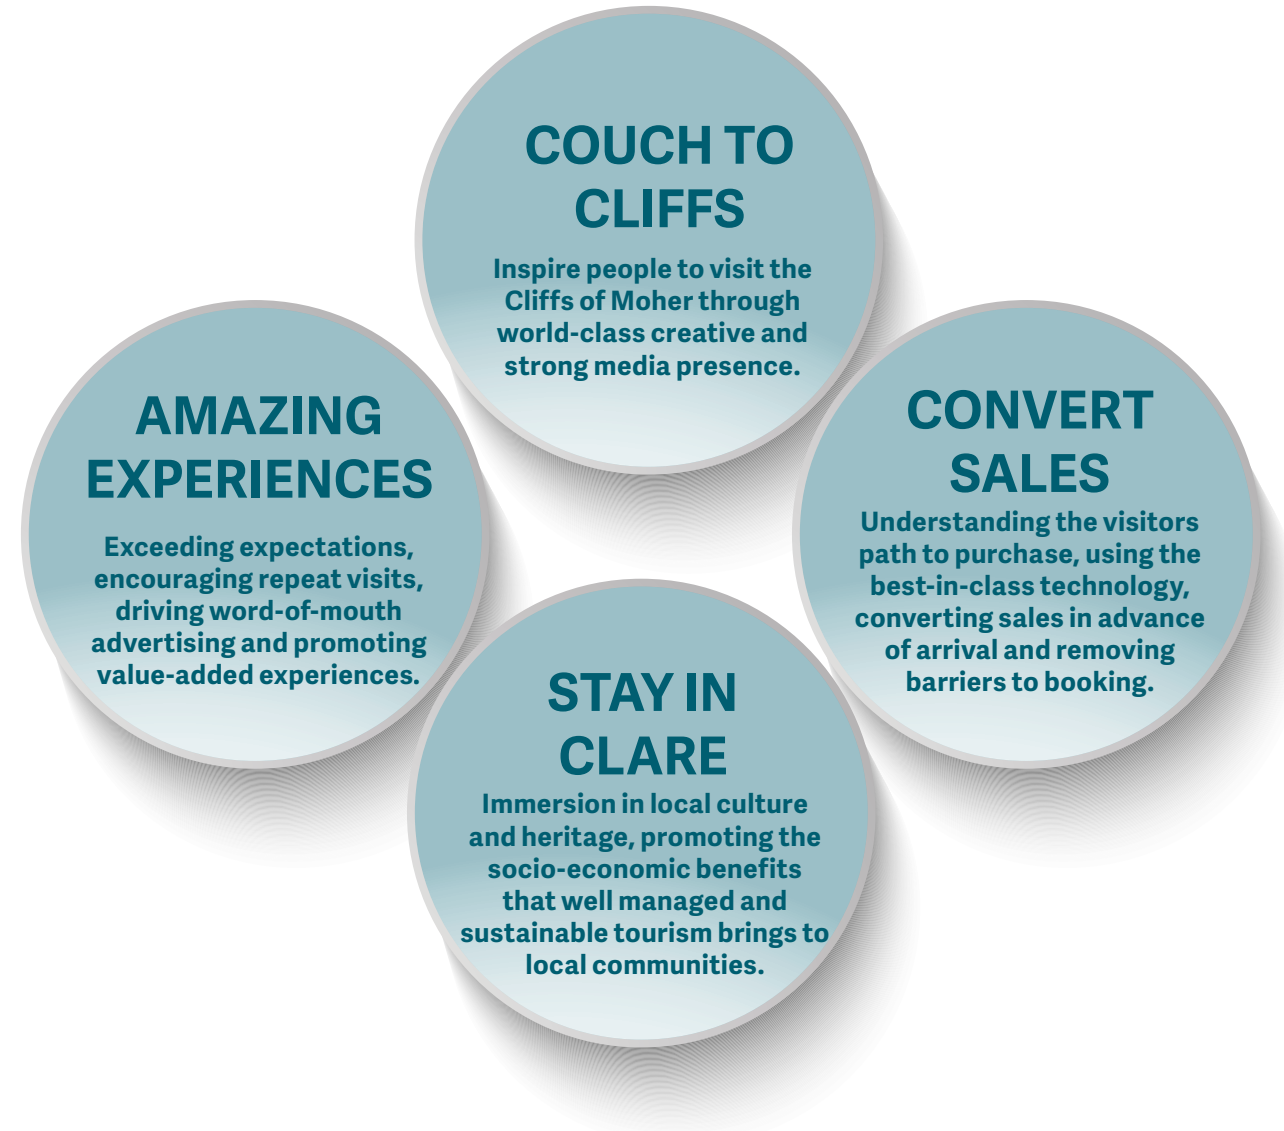 COUCH TO
CLIFFS
Inspire people to visit the
Cliffs of Moher through
world-class creative and
strong media presence.
AMAZING
EXPERIENCES
Exceeding expectations,
encouraging repeat visits,
driving word-of-mouth
advertising and promoting
value-added experiences.
CONVERT
SALES
Understanding the visitors
path to purchase, using the
best-in-class technology,
converting sales in advance
of arrival and removing
barriers to booking.
STAY IN
CLARE
Immersion in local culture
and heritage, promoting the
socio-economic benefits
that well managed and
sustainable tourism brings to
local communities.